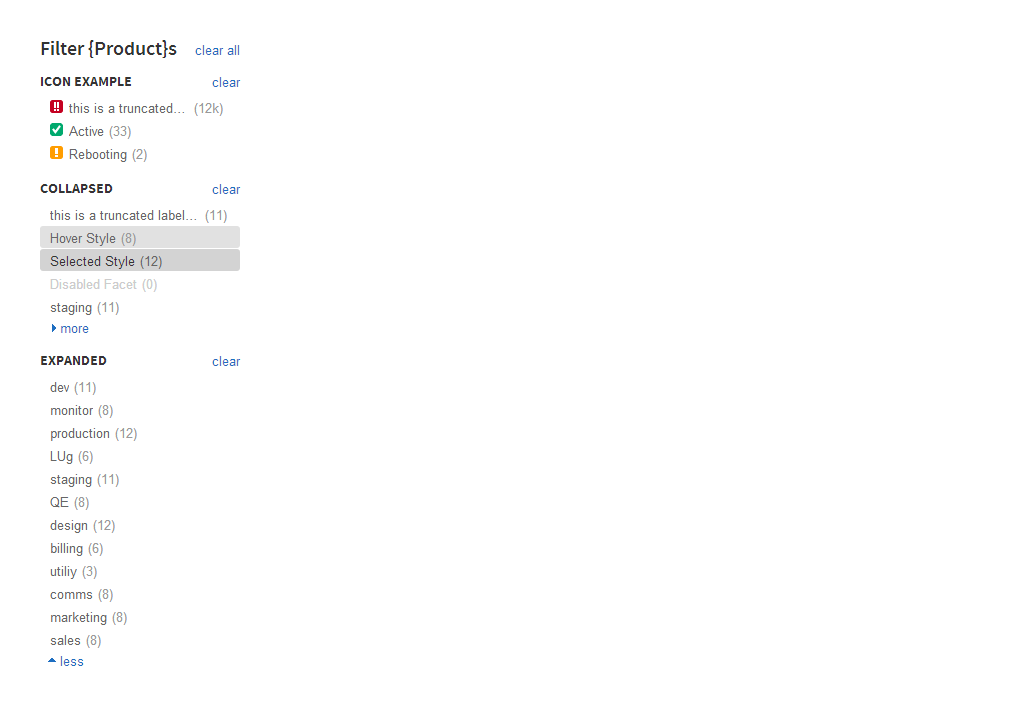 Filter {Product}s clear all
ICON EXAMPLE clear
this is a truncated... (12k)
Active (33)
Rebooting (2)
COLLAPSED clear
this is a truncated label... (11)
Hover Style (8)
Selected Style (12)
Disabled Facet (0)
staging (11)
more
EXPANDED clear
dev (11)
monitor (8)
production (12)
LUg (6)
staging (11)
QE (8)
design (12)
billing (6)
utiliy (3)
comms (8)
marketing (8)
sales (8)
less